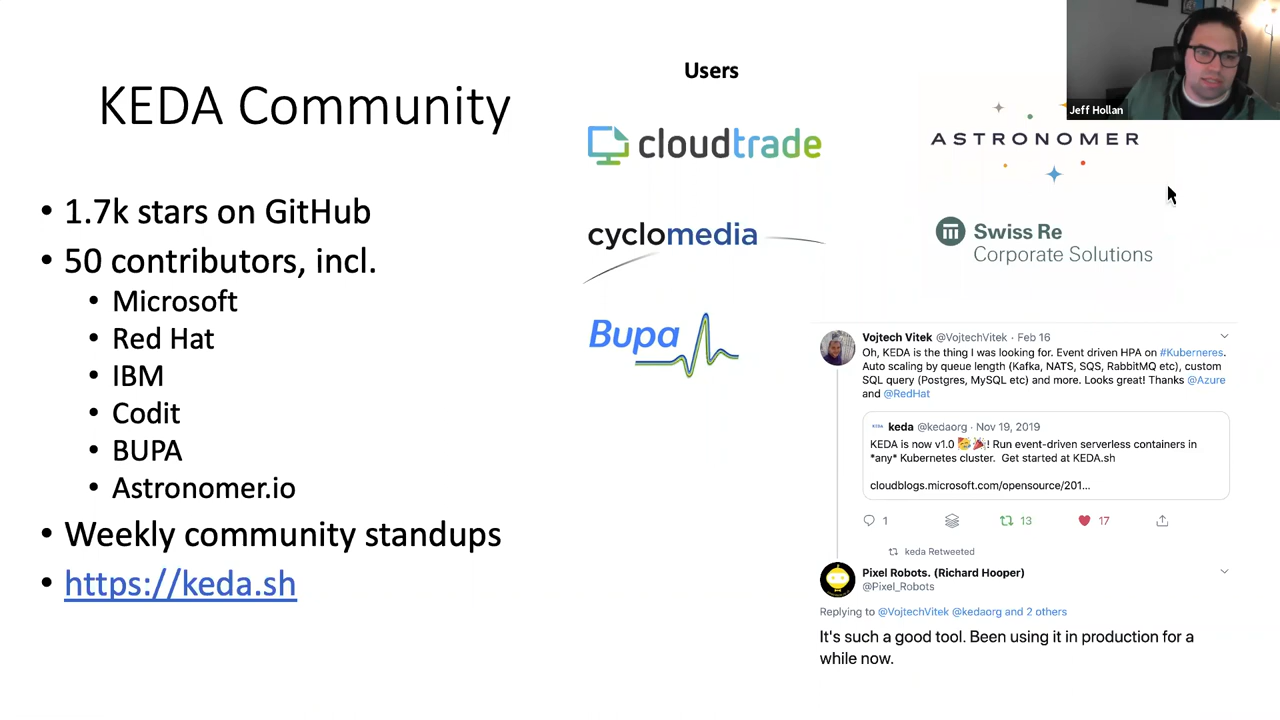 KEDA Community
• 1.7k stars on GitHub
• 50 contributors, incl.
• Microsoft
• Red Hat
• IBM
• Codit
• BUPA
• Astronomer.io
• Weekly community standups
• https://keda.sh
Users
cloudtrade
ASTRONOMER
cyclomedia
Swiss Re
Corporate Solutions
Bupa
Jeff Hollan
Vojtech Vitek @VojtechVitek · Feb 16
Oh, KEDA is the thing I was looking for. Event driven HPA on #Kuberneres.
Auto scaling by queue length (Kafka, NATS, SQS, RabbitMQ etc), custom
SQL query (Postgres, MySQL etc) and more. Looks great! Thanks @Azure
and @RedHat
KEDA keda @kedaorg · Nov 19, 2019
KEDA is now v1.0 🥳🎉! Run event-driven serverless containers in
*any* Kubernetes cluster. Get started at KEDA.sh
cloudblogs.microsoft.com/opensource/201...
1 13 17
keda Retweeted
Pixel Robots. (Richard Hooper)
@Pixel_Robots
Replying to @VojtechVitek @kedaorg and 2 others
It's such a good tool. Been using it in production for a
while now.